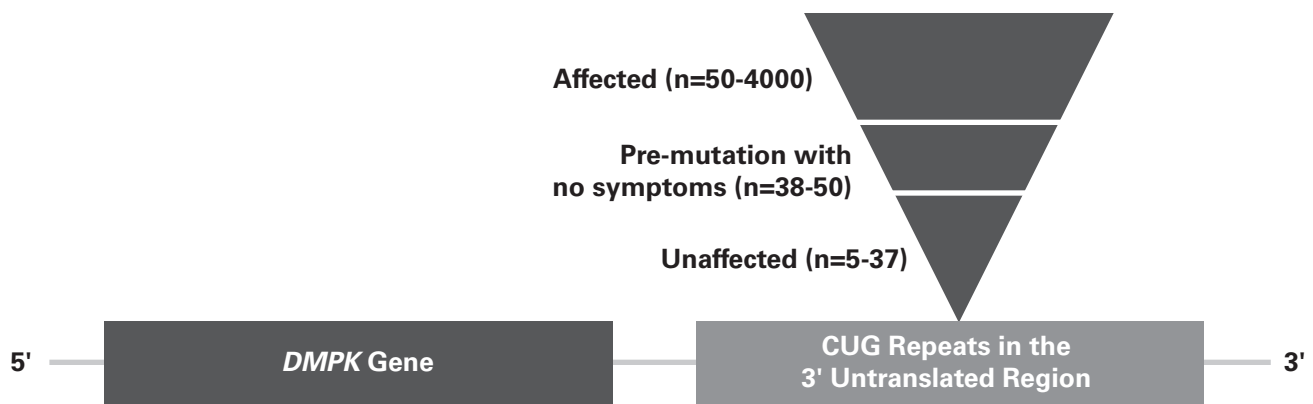 Affected (n=50-4000)
Pre-mutation with
no symptoms (n=38-50)
Unaffected (n=5-37)
5'
DMPK Gene
CUG Repeats in the
3' Untranslated Region
3'